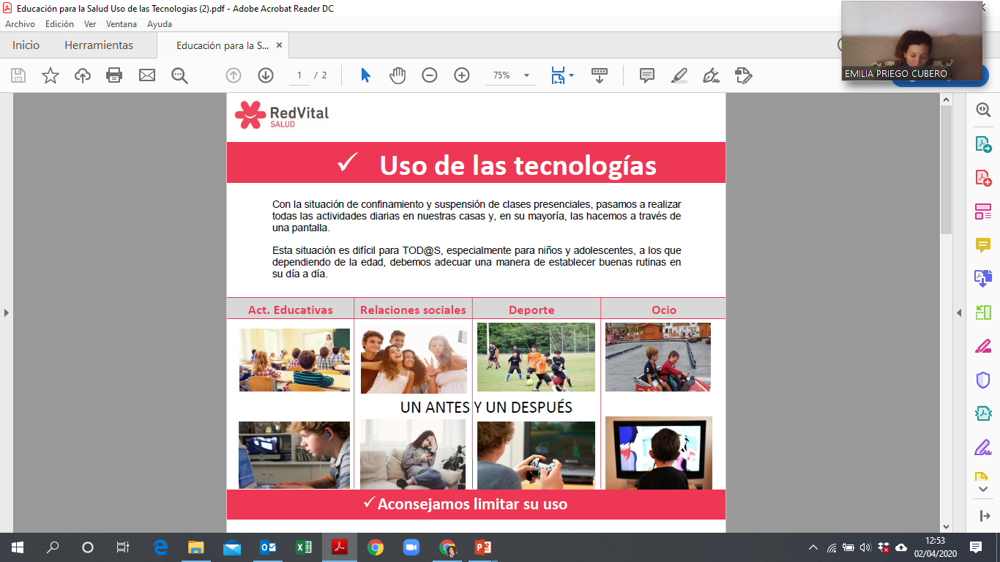 Educación para la Salud Uso de las Tecnologias (2).pdf - Adobe Acrobat Reader DC
Archivo Edición Ver Ventana Ayuda
Inicio Herramientas Educación para la S... ×
1 / 2 75%
EMILIA PRIEGO CUBERO
RedVital
SALUD
✓ Uso de las tecnologías
Con la situación de confinamiento y suspensión de clases presenciales, pasamos a realizar
todas las actividades diarias en nuestras casas y, en su mayoría, las hacemos a través de
una pantalla.
Esta situación es difícil para TOD@S, especialmente para niños y adolescentes, a los que
dependiendo de la edad, debemos adecuar una manera de establecer buenas rutinas en
su día a día.
Act. Educativas Relaciones sociales Deporte Ocio
UN ANTES Y UN DESPUÉS
✓Aconsejamos limitar su uso
12:53
02/04/2020